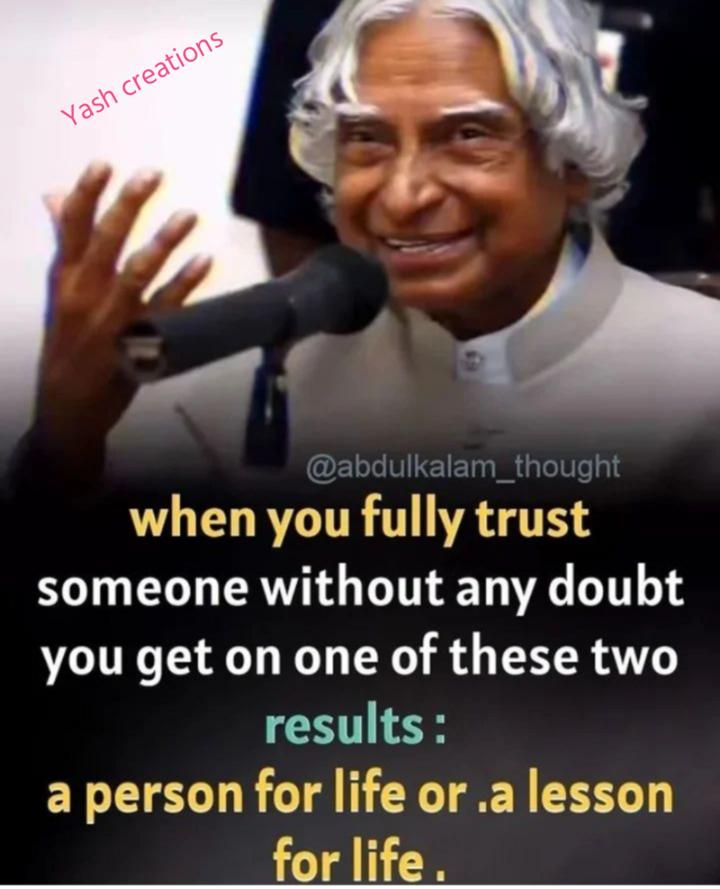 Yash creations
@abdulkalam_thought
when you fully trust
someone without any doubt
you get on one of these two
results :
a person for life or .a lesson
for life .